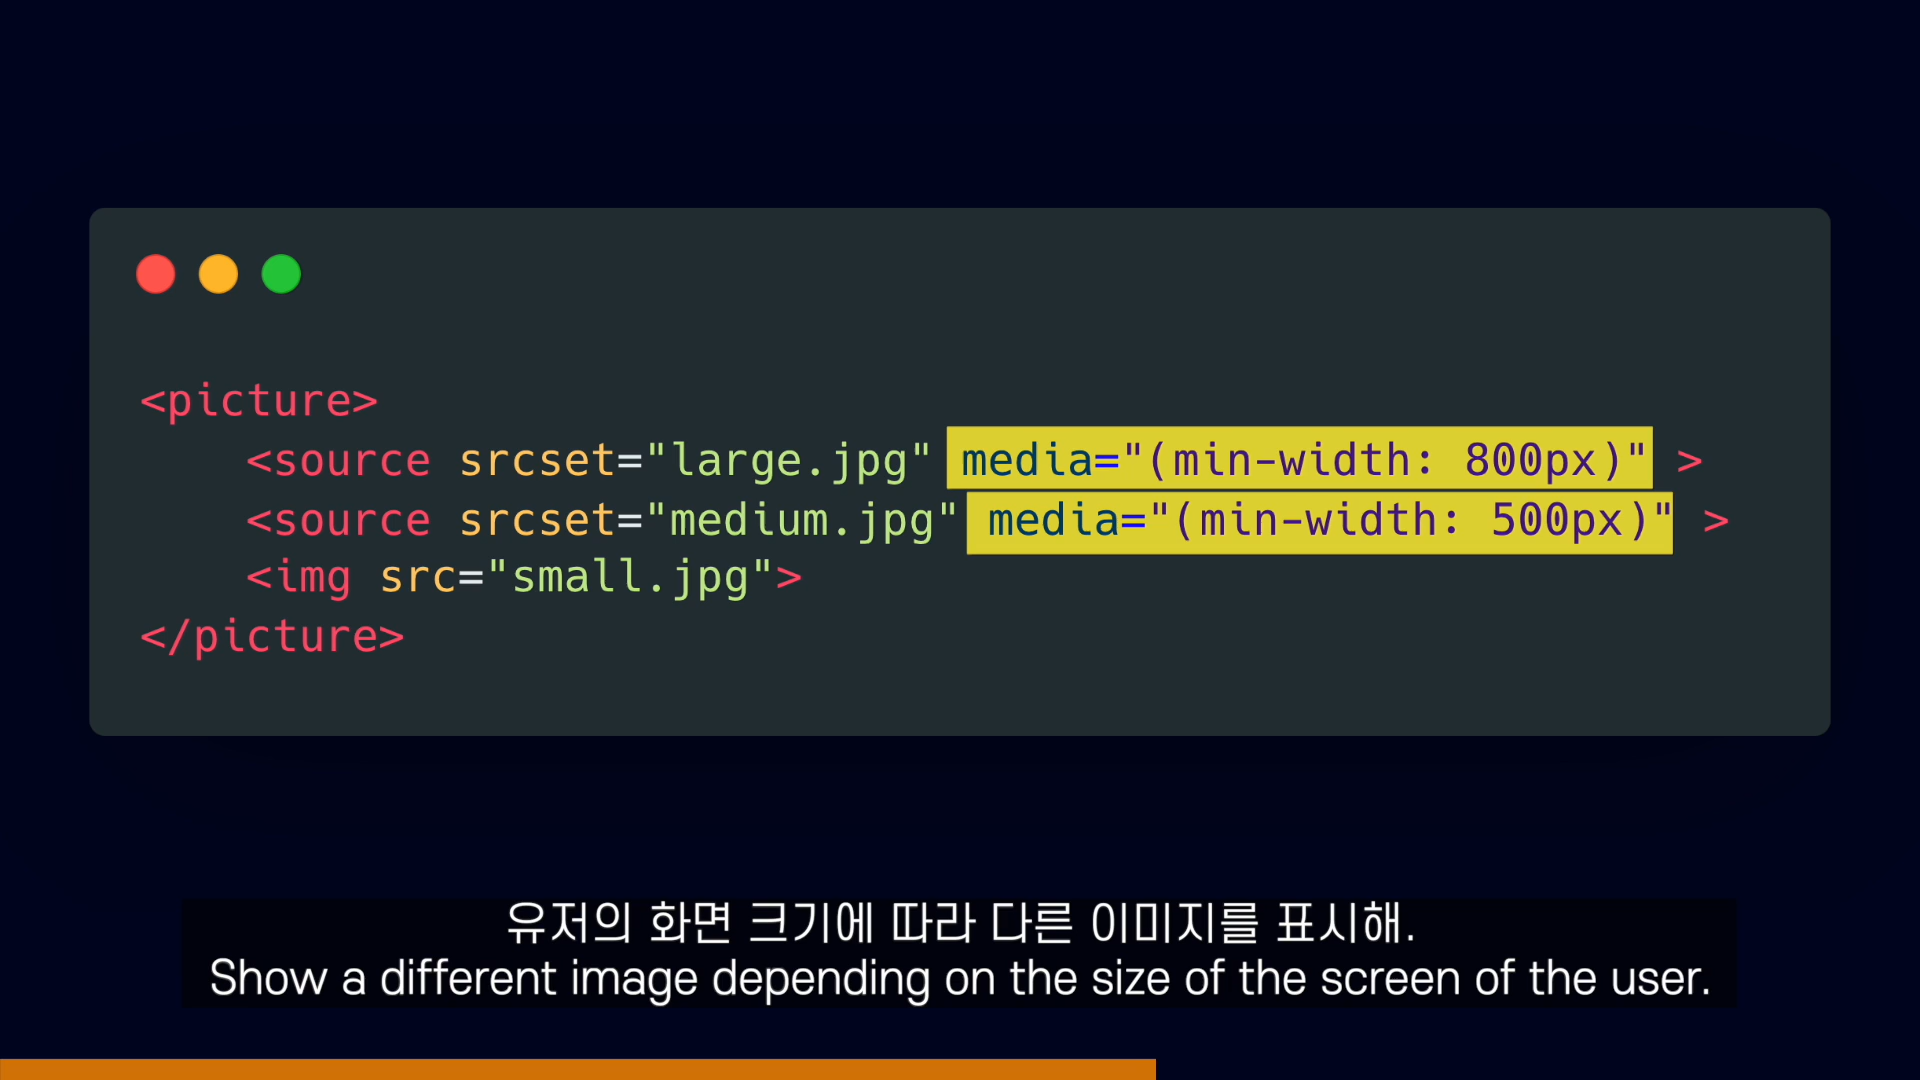 <picture>
<source srcset="large.jpg" media="(min-width: 800px)" >
<source srcset="medium.jpg" media="(min-width: 500px)" >
<img src="small.jpg">
</picture>
유저의 화면 크기에 따라 다른 이미지를 표시해.
Show a different image depending on the size of the screen of the user.